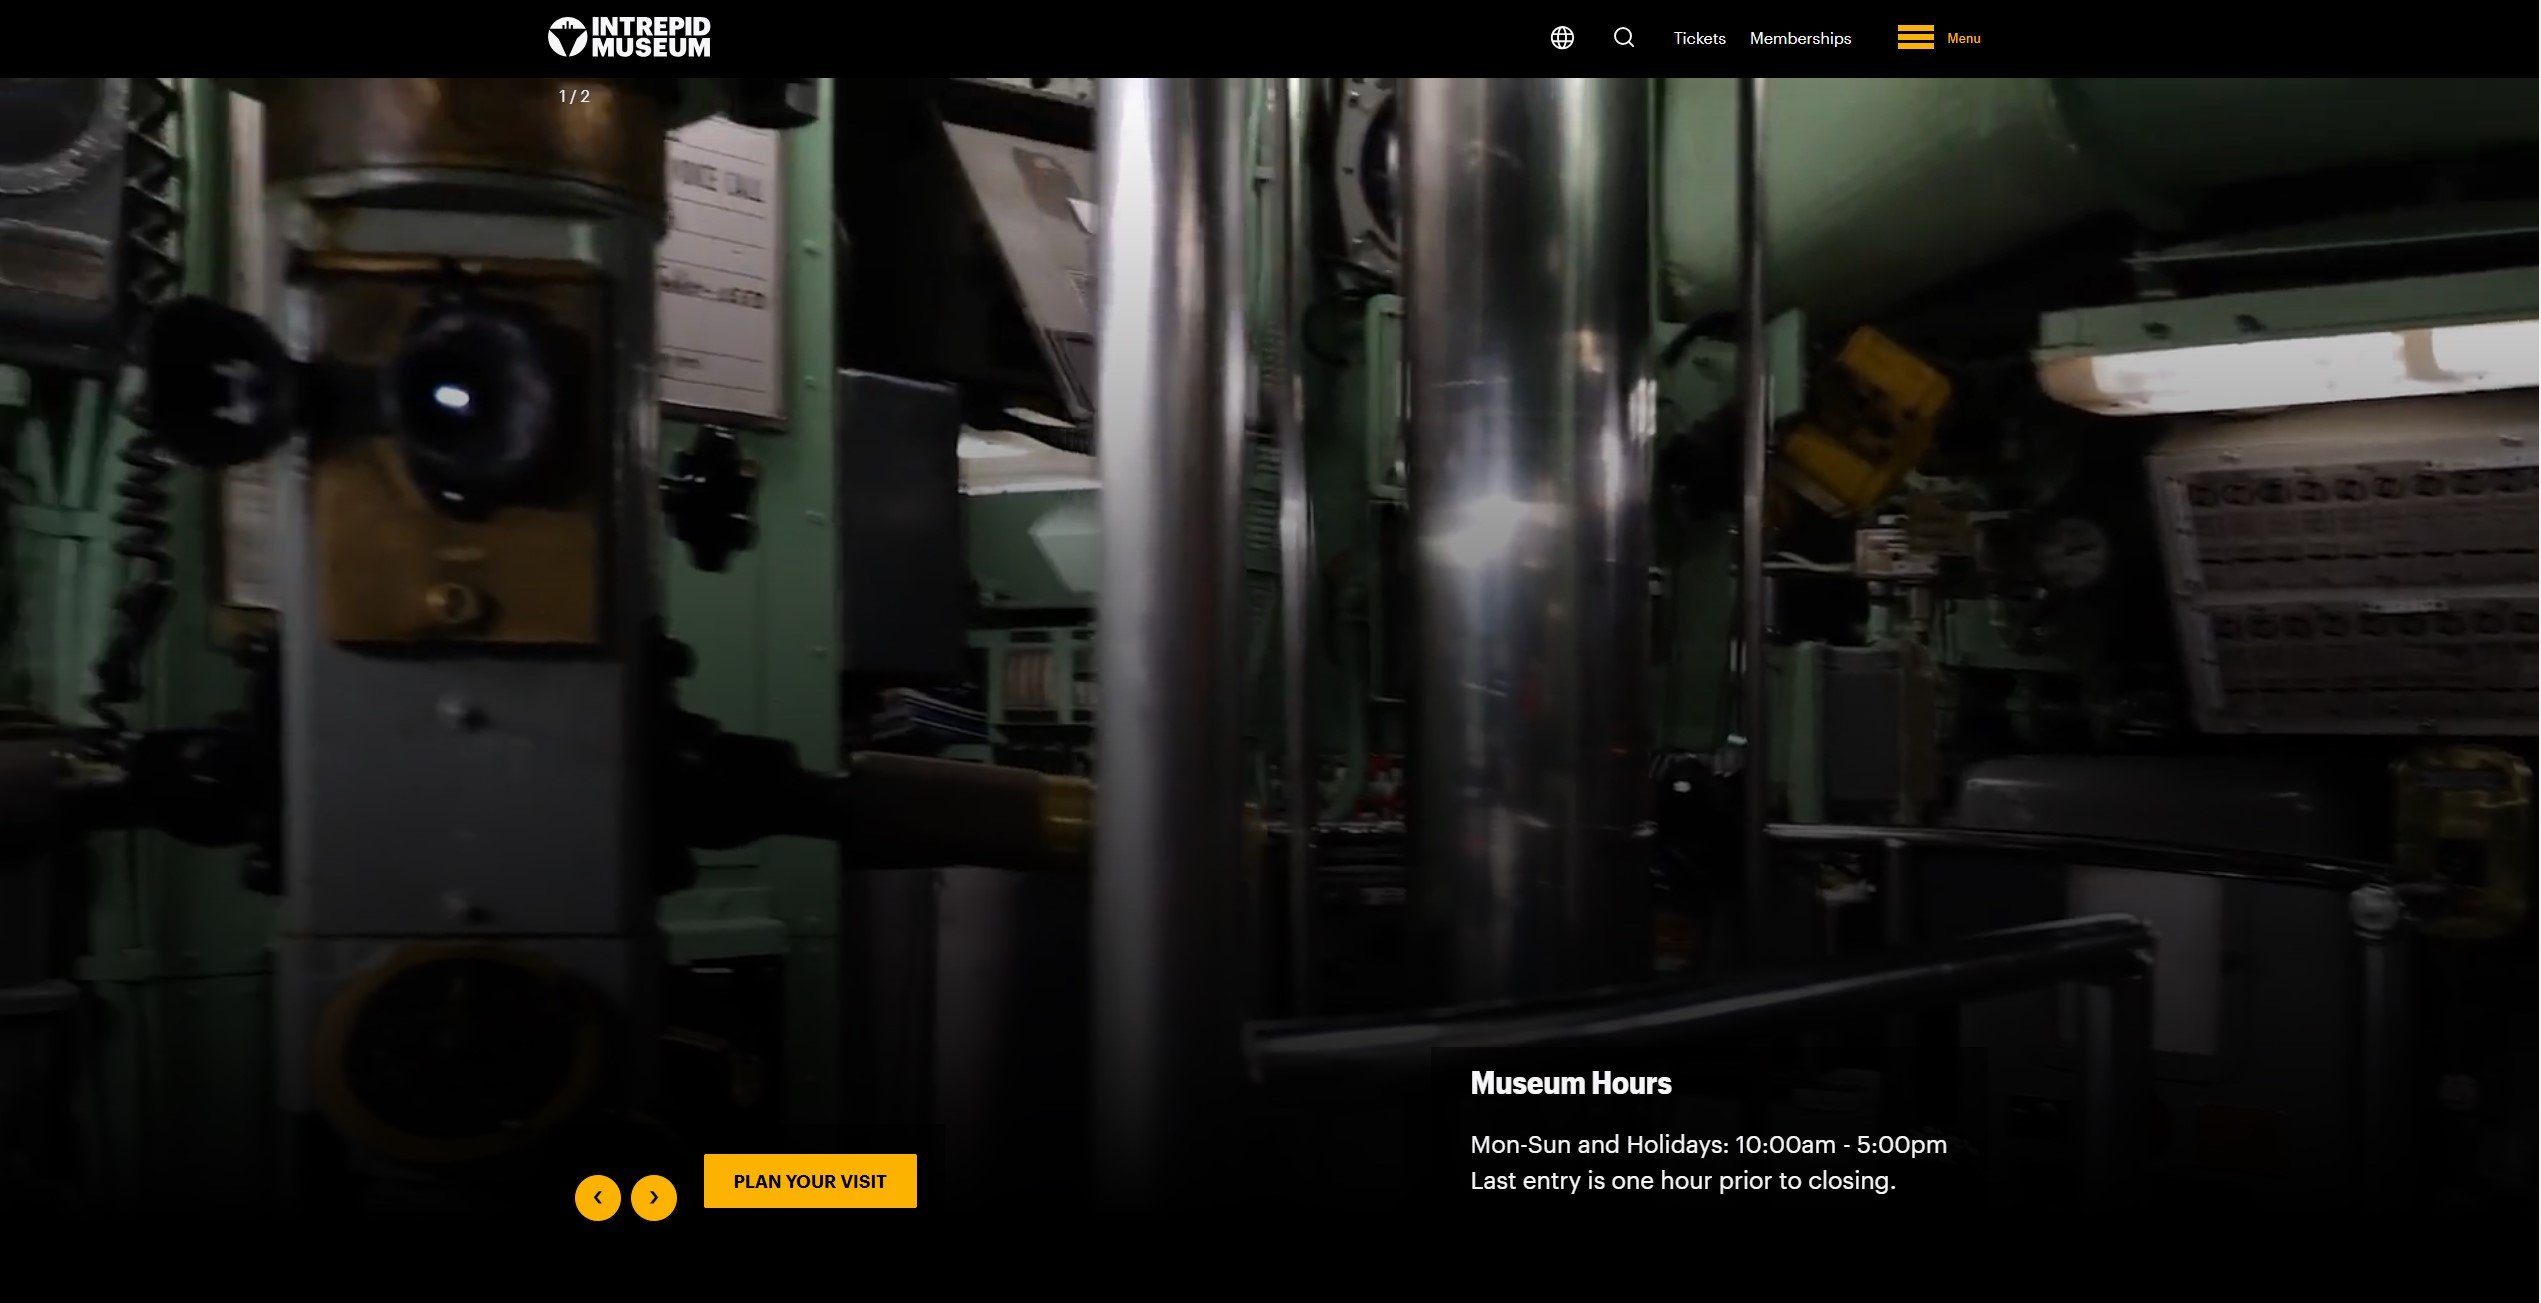 INTREPID
MUSEUM
Tickets
Memberships
Menu
1 / 2
Museum Hours
Mon-Sun and Holidays: 10:00am - 5:00pm
Last entry is one hour prior to closing.
PLAN YOUR VISIT